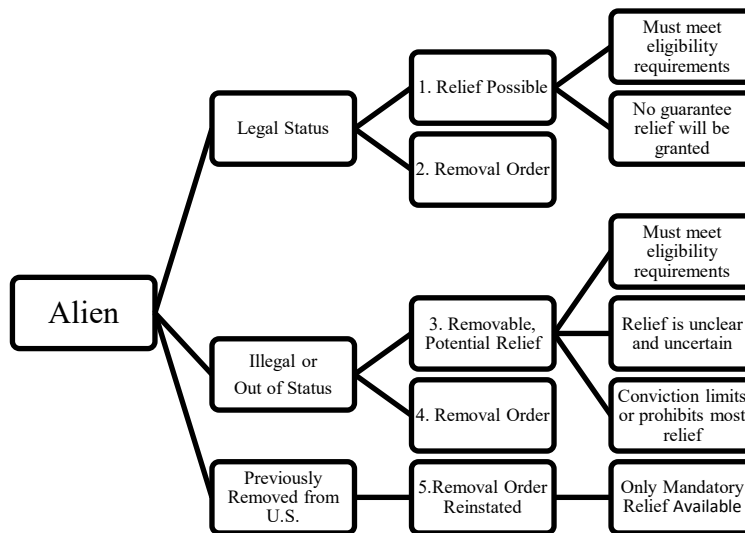 Alien
Legal Status
1. Relief Possible
Must meet
eligibility
requirements
No guarantee
relief will be
granted
2. Removal Order
Illegal or
Out of Status
3. Removable,
Potential Relief
Must meet
eligibility
requirements
Relief is unclear
and uncertain
Conviction limits
or prohibits most
relief
4. Removal Order
Previously
Removed from
U.S.
5.Removal Order
Reinstated
Only Mandatory
Relief Available